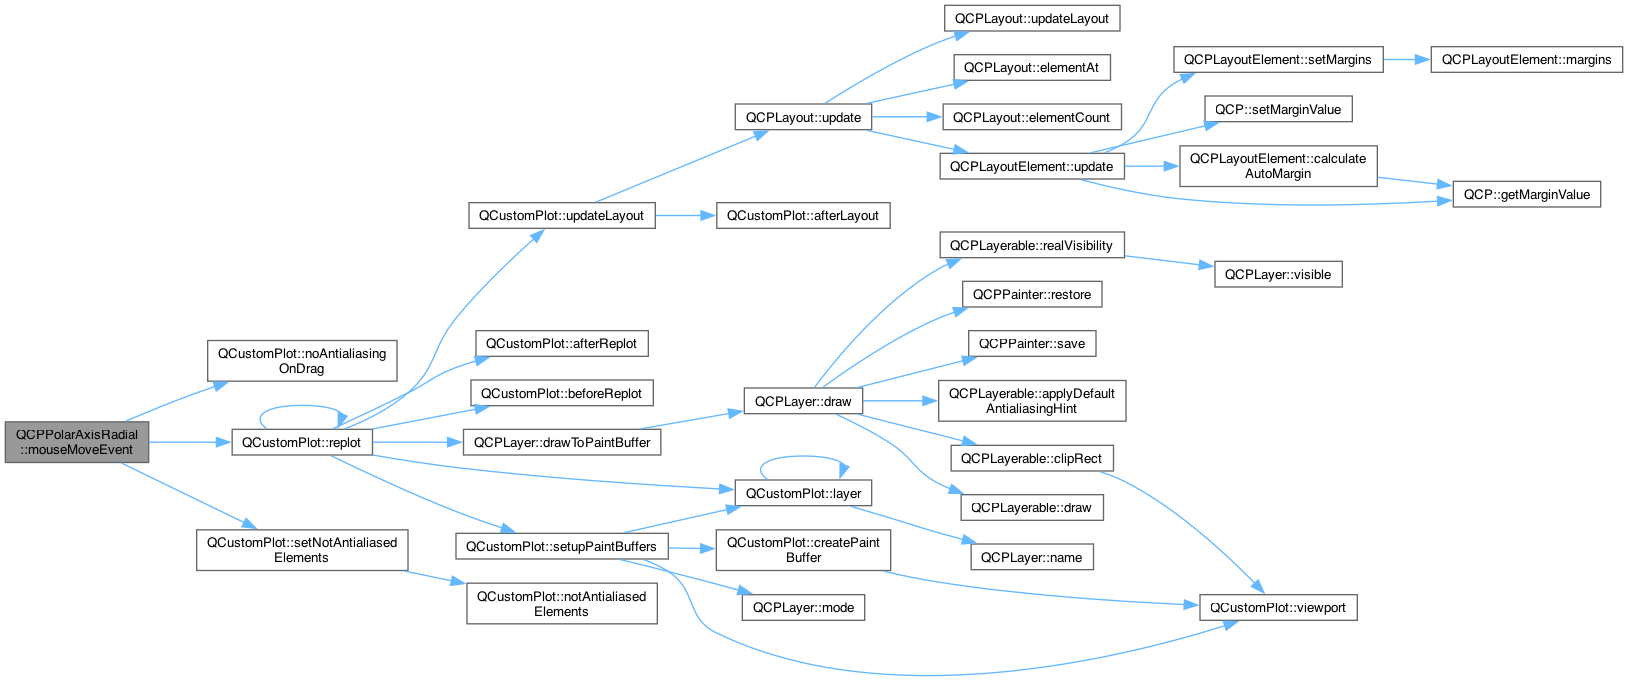 QCPPolarAxisRadial
::mouseMoveEvent
QCustomPlot::noAntialiasing
OnDrag
QCustomPlot::replot
QCustomPlot::setNotAntialiased
Elements
QCustomPlot::updateLayout
QCustomPlot::afterReplot
QCustomPlot::beforeReplot
QCPLayer::drawToPaintBuffer
QCustomPlot::setupPaintBuffers
QCustomPlot::notAntialiased
Elements
QCPLayout::update
QCustomPlot::afterLayout
QCPLayer::draw
QCustomPlot::layer
QCustomPlot::createPaint
Buffer
QCPLayer::mode
QCPLayout::updateLayout
QCPLayout::elementAt
QCPLayout::elementCount
QCPLayoutElement::update
QCPLayerable::realVisibility
QCPPainter::restore
QCPPainter::save
QCPLayerable::applyDefault
AntialiasingHint
QCPLayerable::clipRect
QCPLayerable::draw
QCPLayer::name
QCPLayoutElement::setMargins
QCP::setMarginValue
QCPLayoutElement::calculate
AutoMargin
QCPLayer::visible
QCustomPlot::viewport
QCPLayoutElement::margins
QCP::getMarginValue